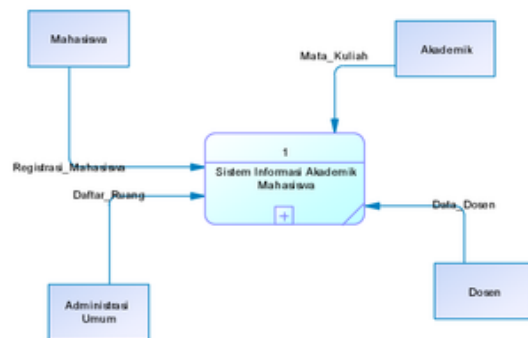 Mahasiswa
Akademik
Mata_Kuliah
1
Sistem Informasi Akademik
Mahasiswa
Registrasi_Mahasiswa
Daftar_Ruang
Data_Dosen
Administrasi
Umum
Dosen